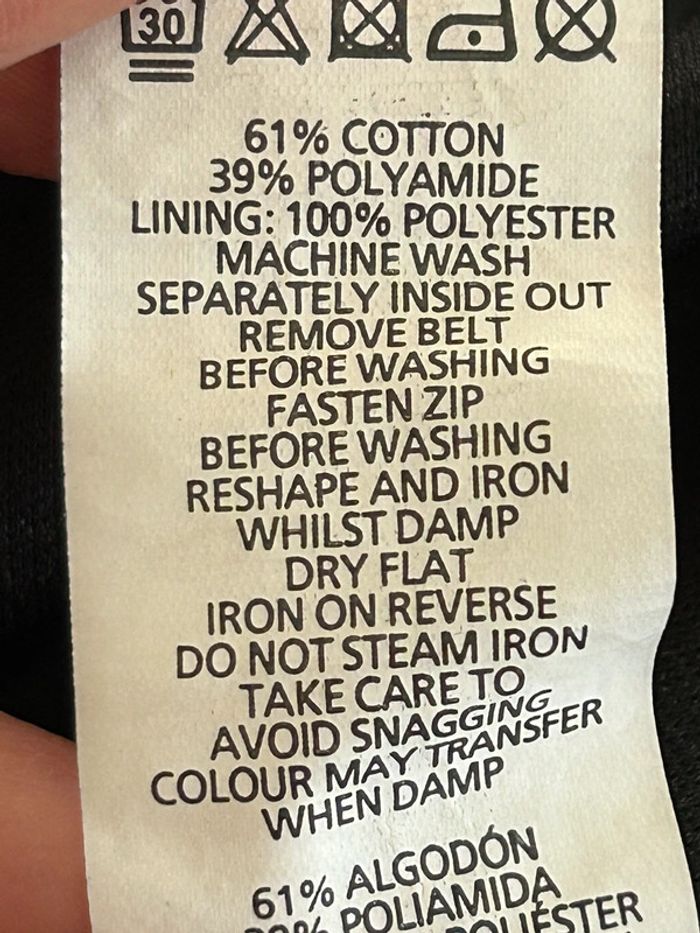 30
61% COTTON
39% POLYAMIDE
LINING: 100% POLYESTER
MACHINE WASH
SEPARATELY INSIDE OUT
REMOVE BELT
BEFORE WASHING
FASTEN ZIP
BEFORE WASHING
RESHAPE AND IRON
WHILST DAMP
DRY FLAT
IRON ON REVERSE
DO NOT STEAM IRON
TAKE CARE TO
AVOID SNAGGING
COLOUR MAY TRANSFER
WHEN DAMP
61% ALGODÓN
39% POLIAMIDA
POLIÉSTER